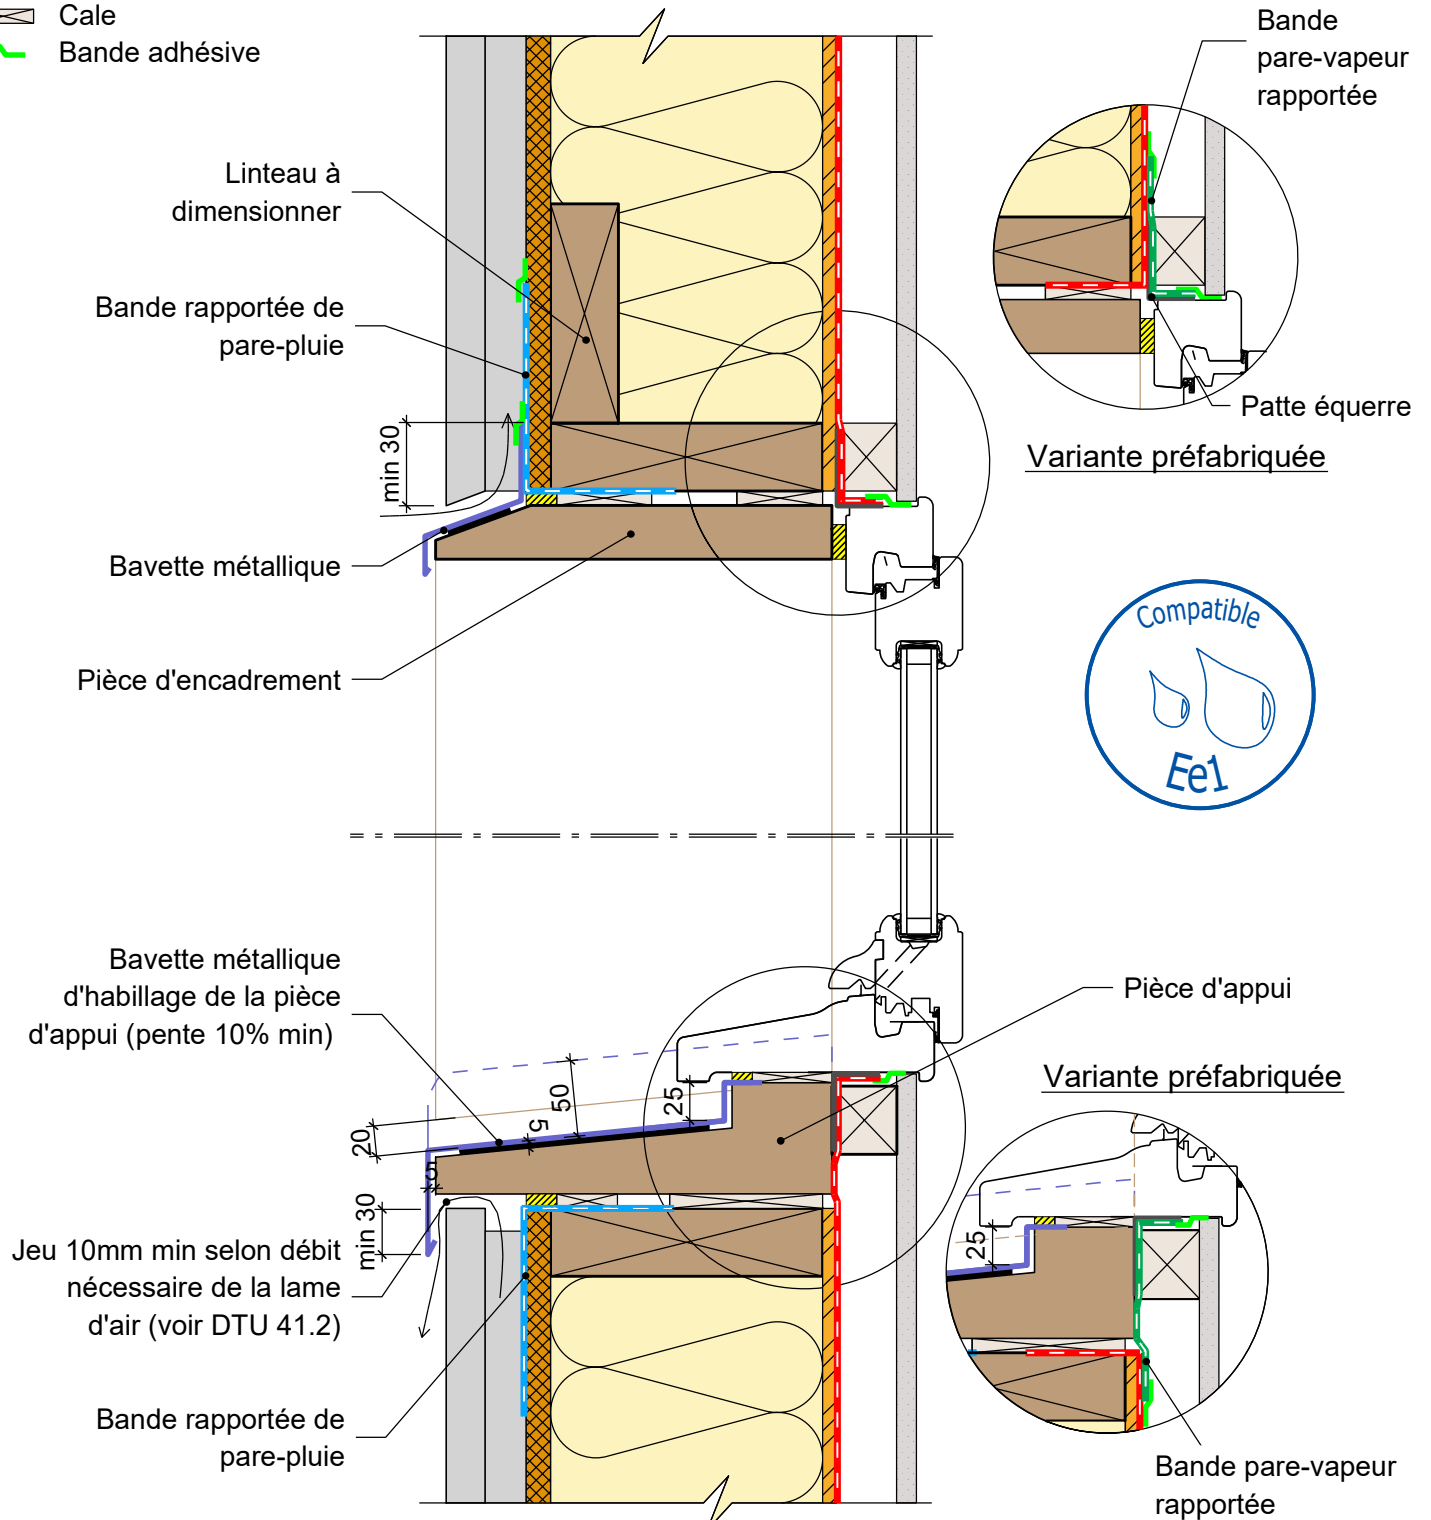 Cale
Bande adhésive
Bande
pare-vapeur
rapportée
Linteau à
dimensionner
Bande rapportée de
pare-pluie
min 30
Patte équerre
Variante préfabriquée
Bavette métallique
Pièce d'encadrement
Compatible
Ee1
Bavette métallique
d'habillage de la pièce
d'appui (pente 10% min)
Pièce d'appui
Variante préfabriquée
50
25
20
5
5
min 30
25
Jeu 10mm min selon débit
nécessaire de la lame
d'air (voir DTU 41.2)
Bande rapportée de
pare-pluie
Bande pare-vapeur
rapportée